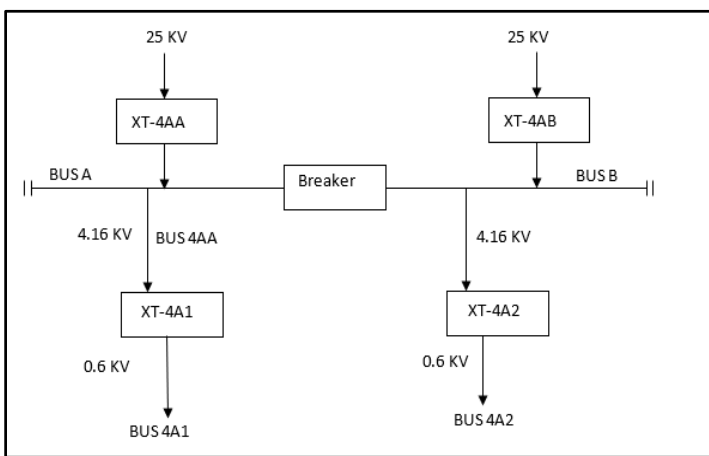 25 KV
25 KV
XT-4AA
XT-4AB
BUS A
Breaker
BUS B
4.16 KV
BUS 4AA
4.16 KV
XT-4A1
XT-4A2
0.6 KV
0.6 KV
BUS 4A1
BUS 4A2